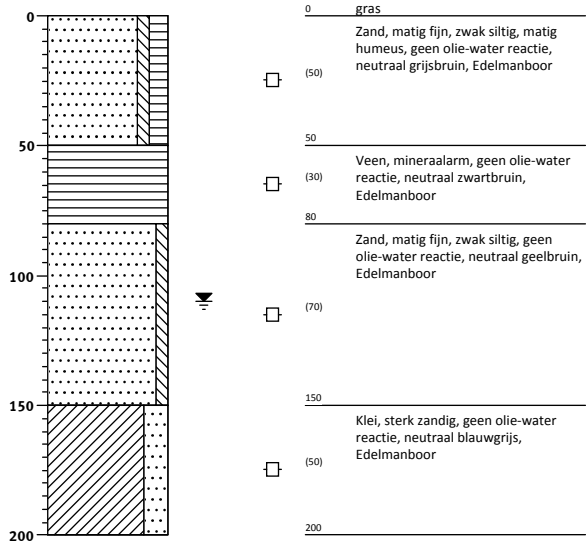 0
50
100
150
200
0 gras
Zand, matig fijn, zwak siltig, matig
humeus, geen olie-water reactie,
neutraal grijsbruin, Edelmanboor
(50)
50
Veen, mineraalarm, geen olie-water
reactie, neutraal zwartbruin,
Edelmanboor
(30)
80
Zand, matig fijn, zwak siltig, geen
olie-water reactie, neutraal geelbruin,
Edelmanboor
(70)
150
Klei, sterk zandig, geen olie-water
reactie, neutraal blauwgrijs,
Edelmanboor
(50)
200